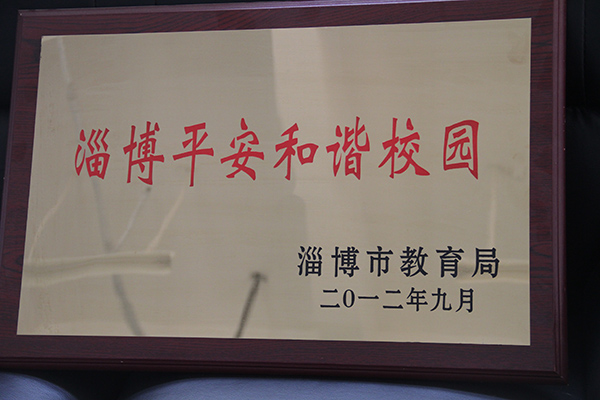 淄博平安和谐校园
淄博市教育局
二0一二年九月